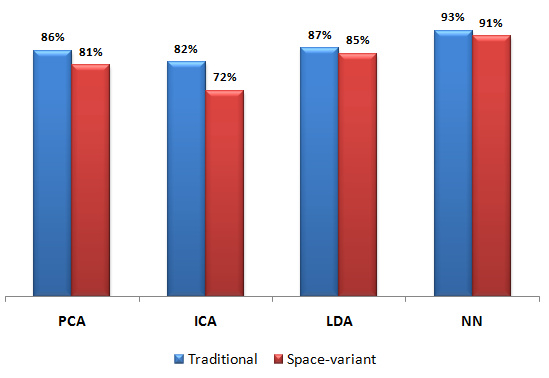 86% 81% 82% 72% 87% 85% 93% 91%
PCA ICA LDA NN
Traditional Space-variant